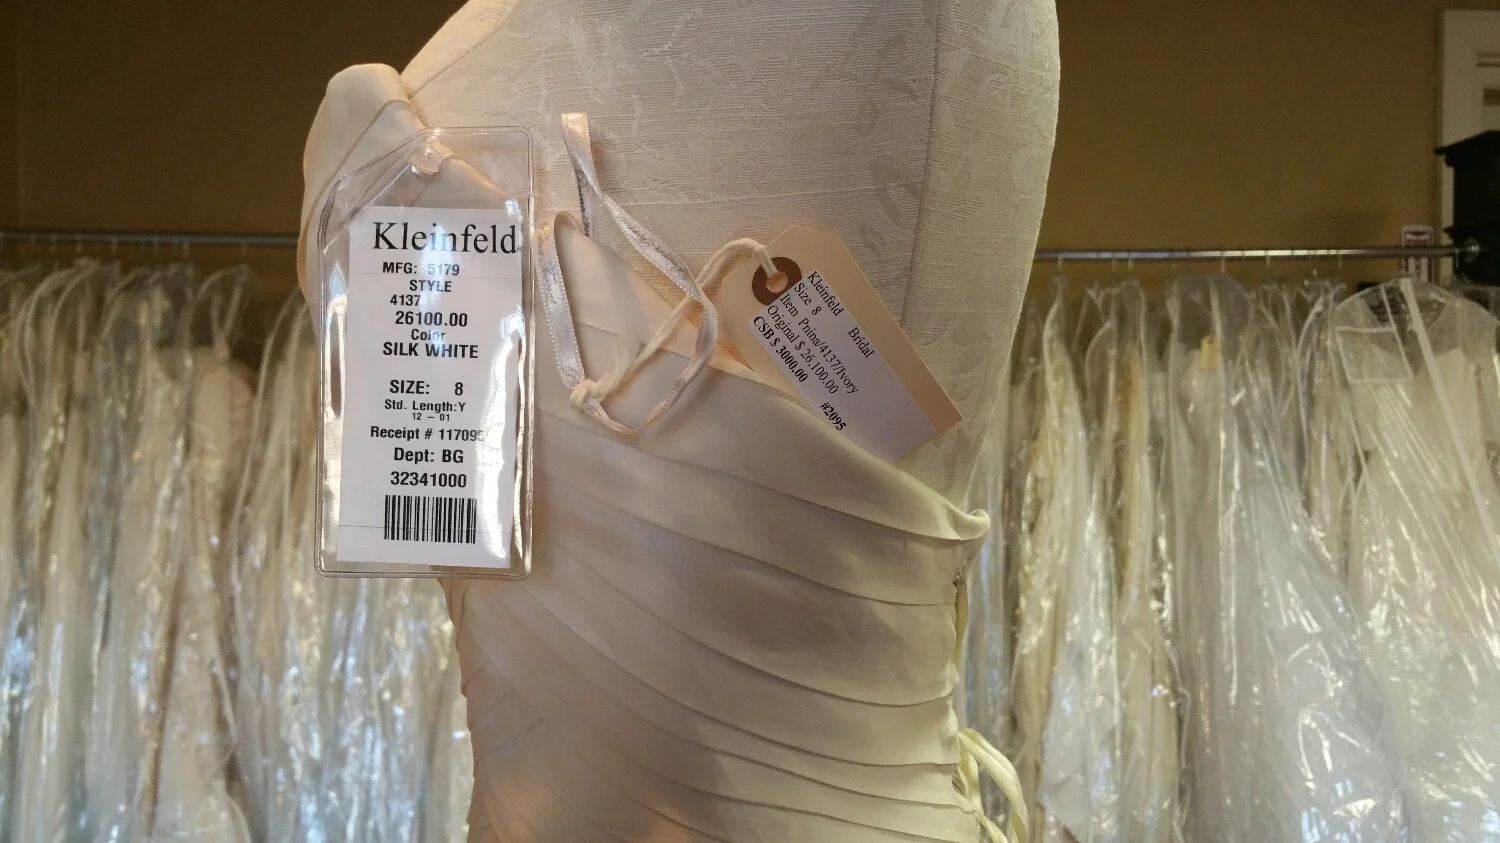 Kleinfeld
MFG: 5179
STYLE
4137
26100.00
Color
SILK WHITE
SIZE: 8
Std. Length:Y
12 - 01
Receipt # 117095
Dept: BG
32341000
Kleinfeld Bridal
Size 8
Item Pnina/4137/Ivory
Original $ 26,100.00
CSB $ 3000.00
#2095